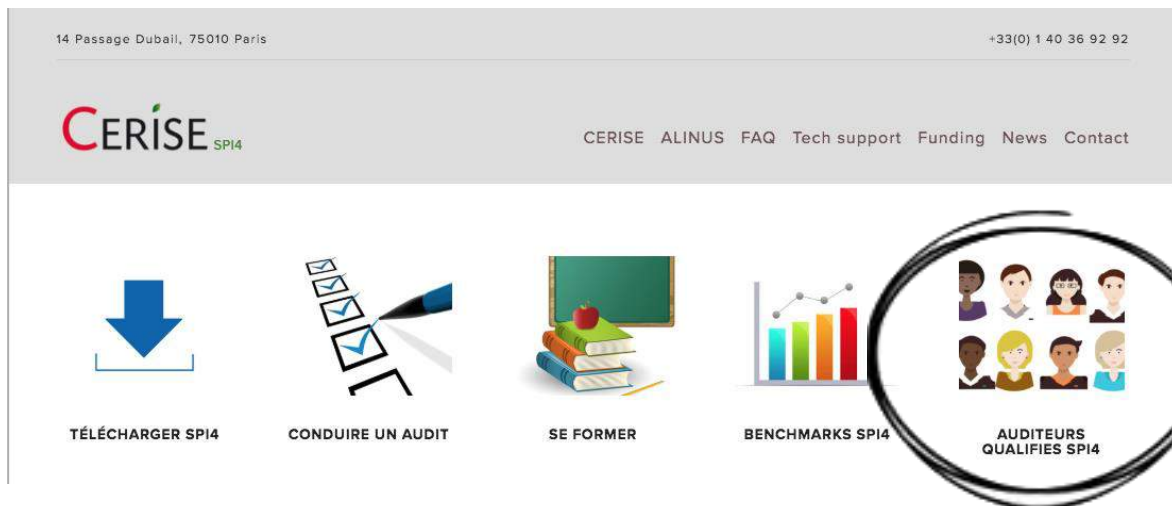 14 Passage Dubail, 75010 Paris
+33(0) 1 40 36 92 92
CERISE SPI4
CERISE ALINUS FAQ Tech support Funding News Contact
TÉLÉCHARGER SPI4
CONDUIRE UN AUDIT
SE FORMER
BENCHMARKS SPI4
AUDITEURS
QUALIFIES SPI4